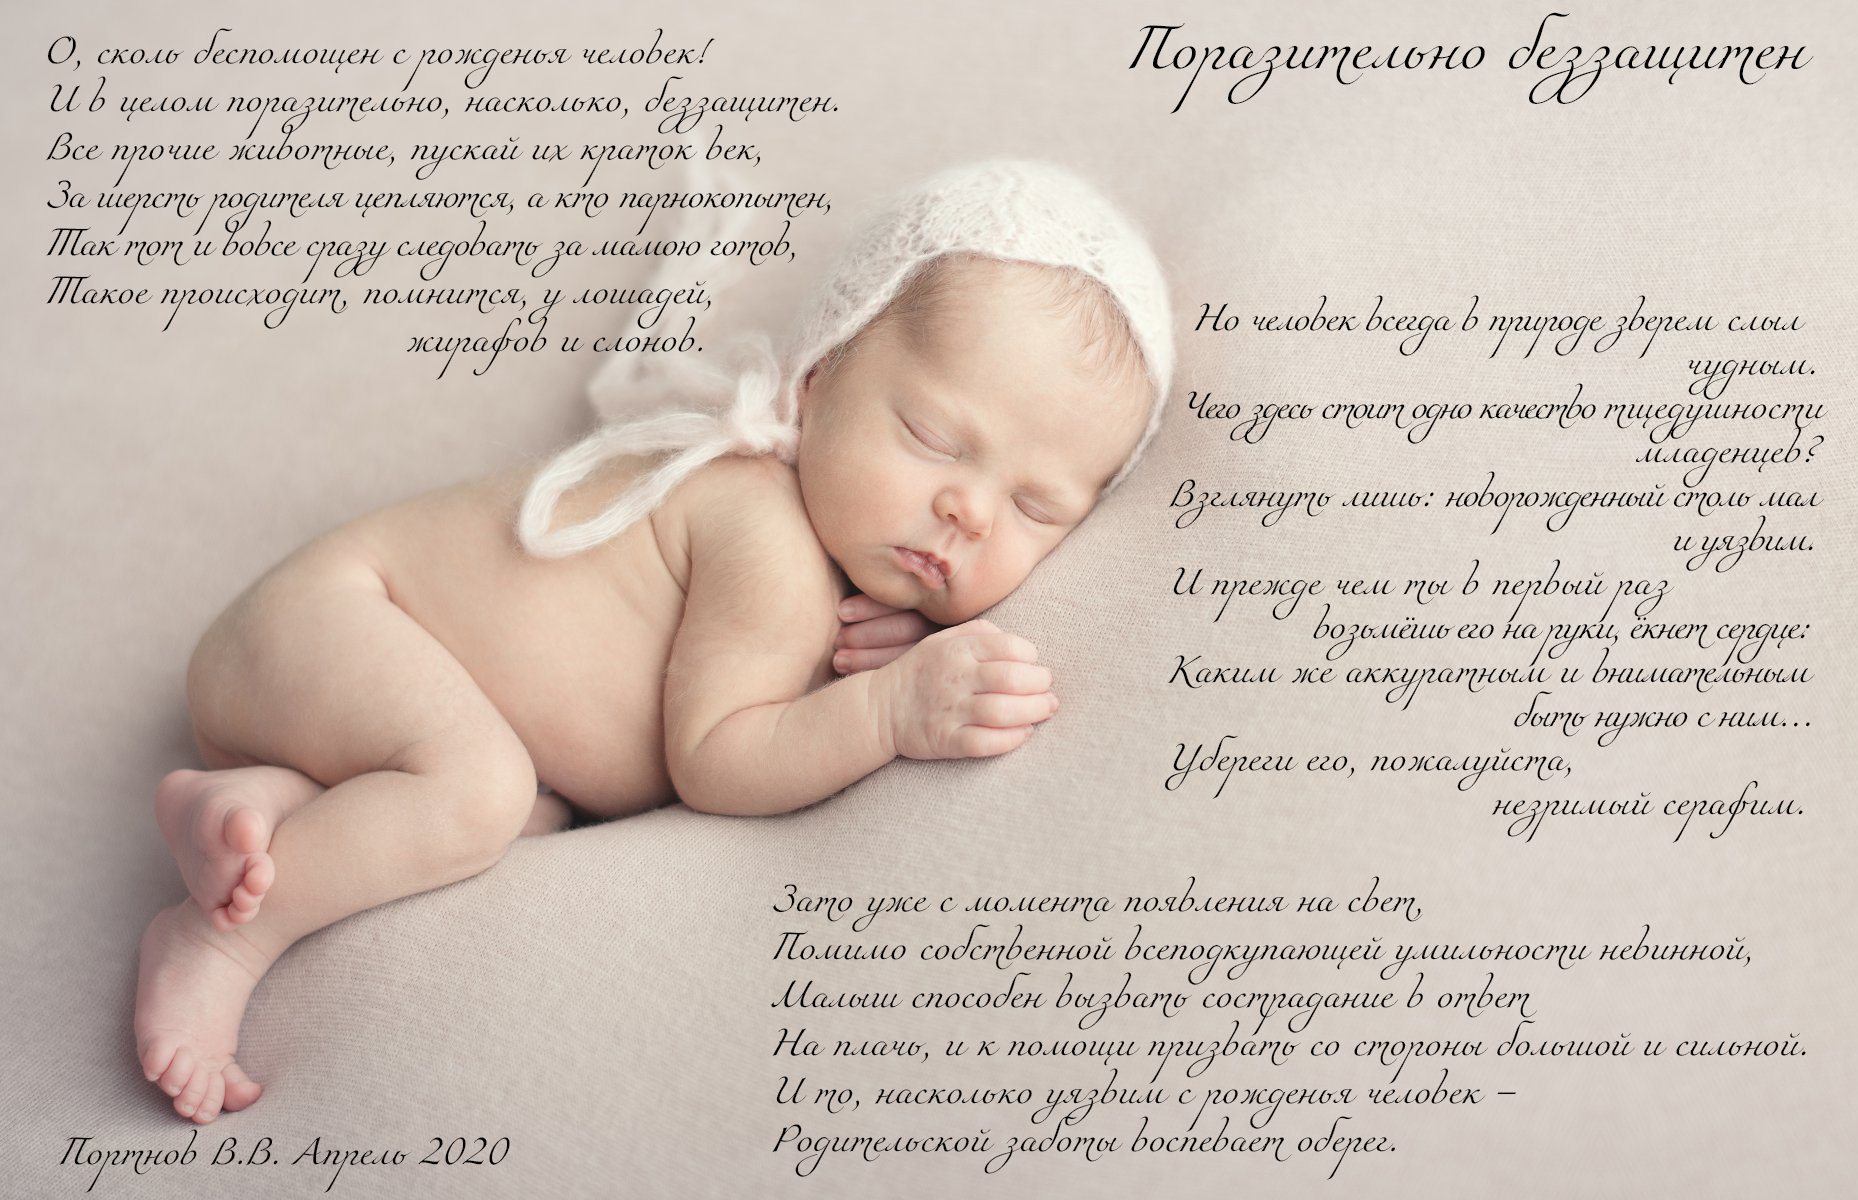 Поразительно беззащитен
О, сколь беспомощен с рожденья человек!
И в целом поразительно, насколько, беззащитен.
Все прочие животные, пускай их краток век,
За шерсть родителя цепляются, а кто парнокопытен,
Так тот и вовсе сразу следовать за мамою готов,
Такое происходит, помнится, у лошадей,
жирафов и слонов.
Но человек всегда в природе зверем слыл
чудным.
Чего здесь стоит одно качество тщедушности
младенцев?
Взглянуть лишь: новорожденный столь мал
и уязвим.
И прежде чем ты в первый раз
возьмёшь его на руки, ёкнет сердце:
Каким же аккуратным и внимательным
быть нужно с ним...
Убереги его, пожалуйста,
незримый серафим.
Зато уже с момента появления на свет,
Помимо собственной всеподкупающей умильности невинной,
Малыш способен вызвать сострадание в ответ
На плачь, и к помощи призвать со стороны большой и сильной.
И то, насколько уязвим с рожденья человек –
Родительской заботы воспевает оберег.
Портнов В.В. Апрель 2020